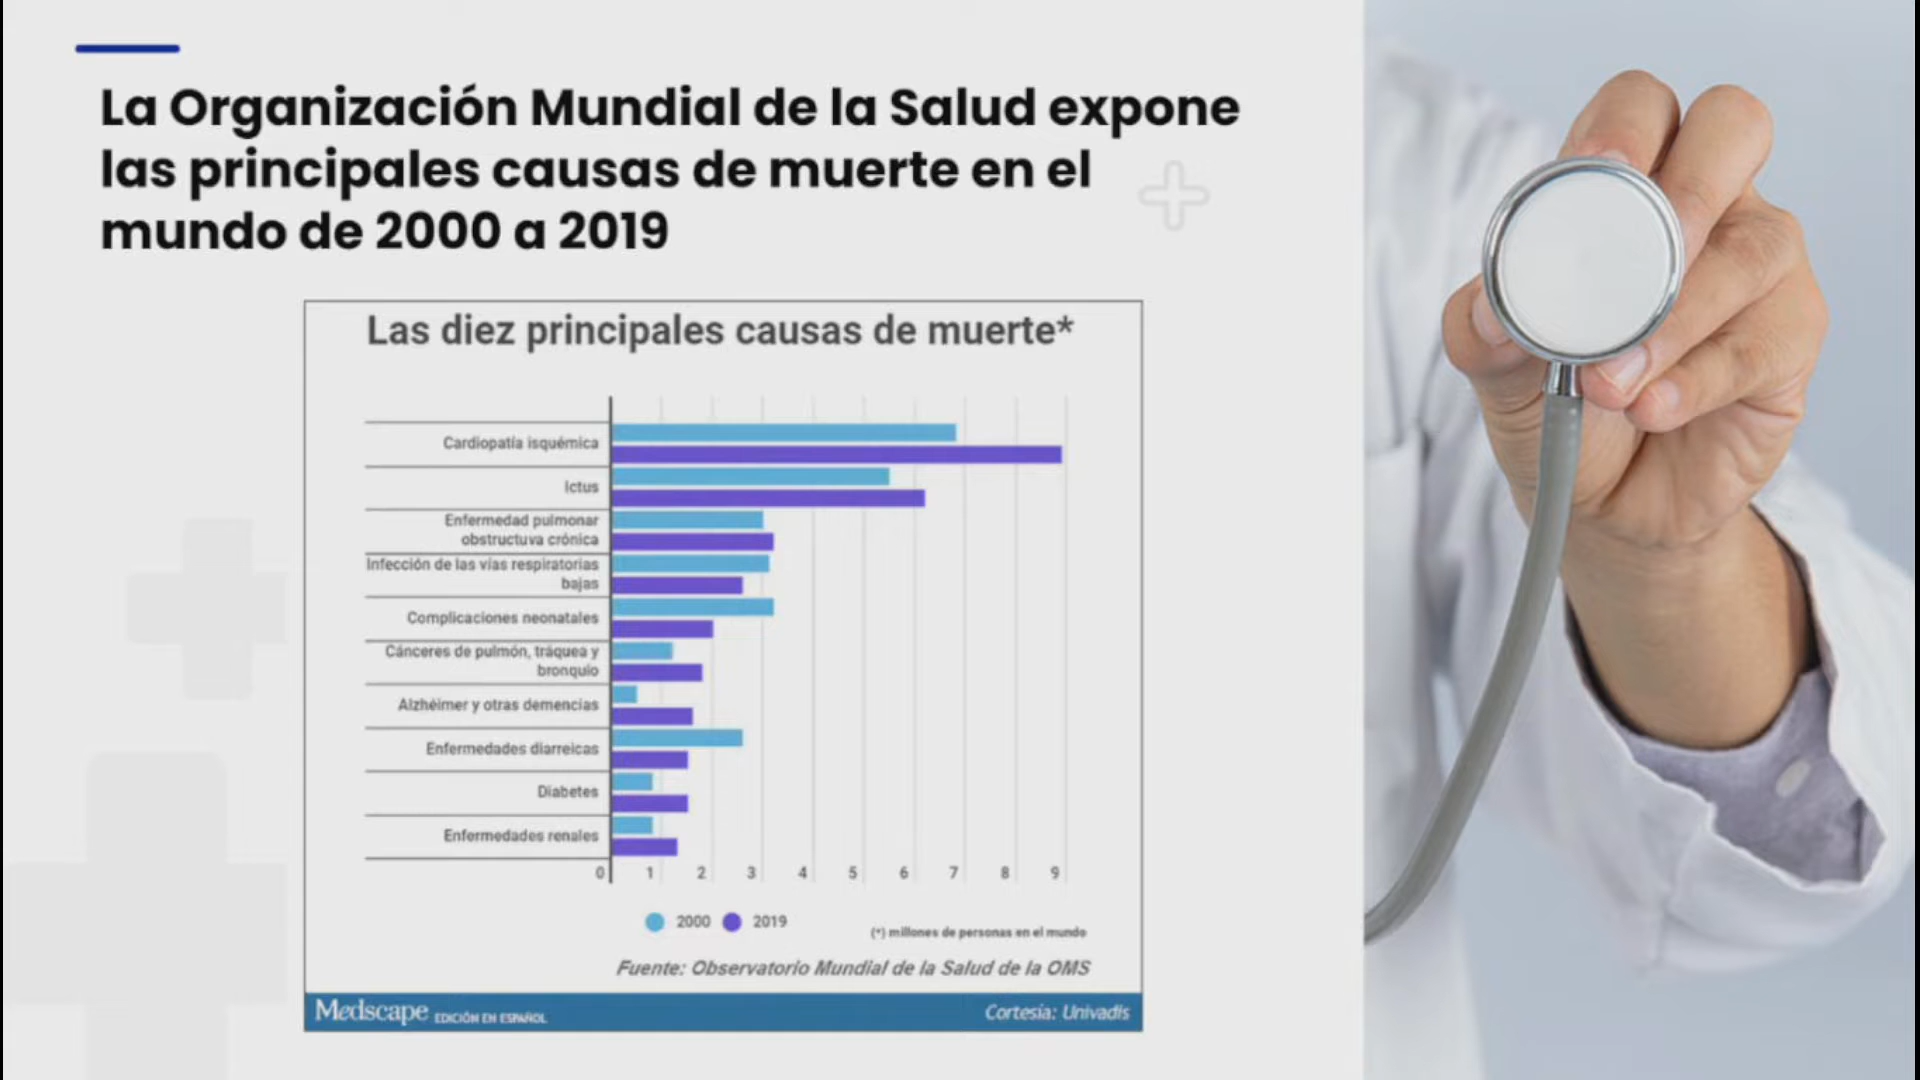 La Organización Mundial de la Salud expone
las principales causas de muerte en el
mundo de 2000 a 2019
Las diez principales causas de muerte*
Cardiopatía isquémica
Ictus
Enfermedad pulmonar
obstructuva crónica
Infección de las vías respiratorias
bajas
Complicaciones neonatales
Cánceres de pulmón, tráquea y
bronquio
Alzhéimer y otras demencias
Enfermedades diarreicas
Diabetes
Enfermedades renales
0 1 2 3 4 5 6 7 8 9
2000 2019
(*) millones de personas en el mundo
Fuente: Observatorio Mundial de la Salud de la OMS
Medscape EDICIÓN EN ESPAÑOL Cortesía: Univadis